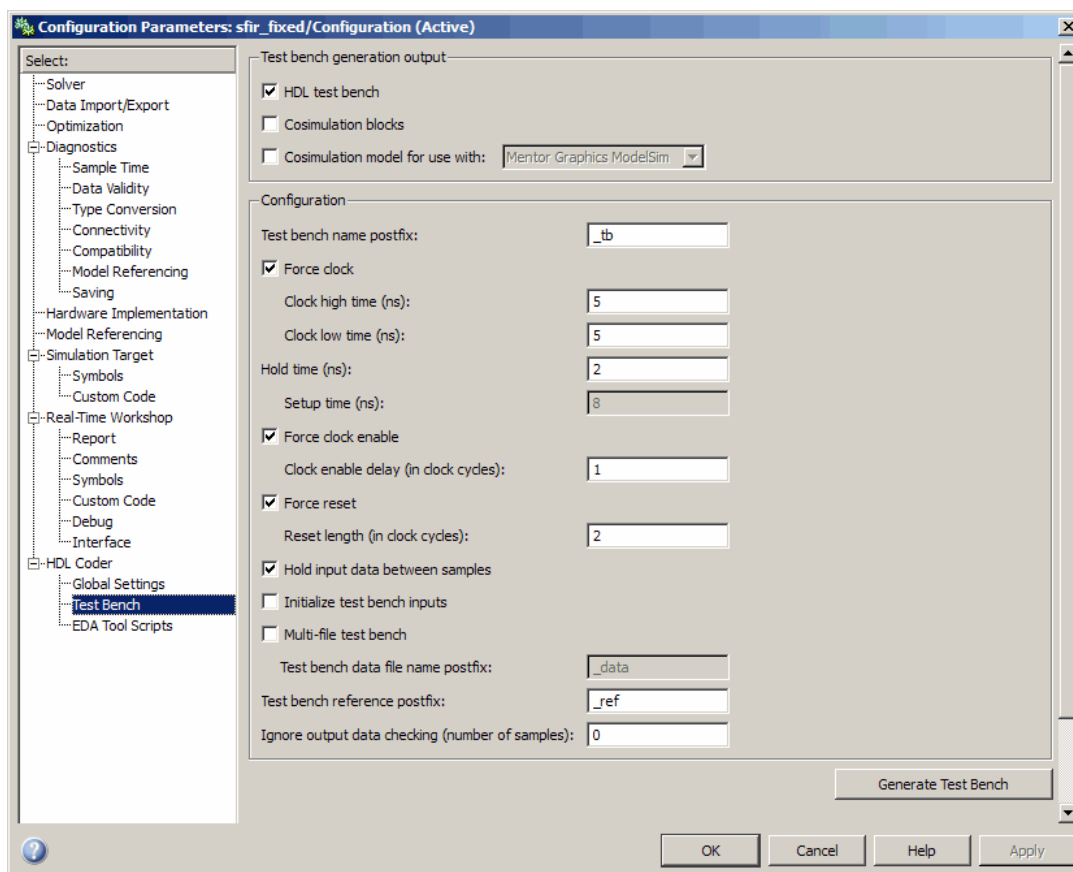 Configuration Parameters: sfir_fixed/Configuration (Active)
Select:
Solver
Data Import/Export
Optimization
Diagnostics
Sample Time
Data Validity
Type Conversion
Connectivity
Compatibility
Model Referencing
Saving
Hardware Implementation
Model Referencing
Simulation Target
Symbols
Custom Code
Real-Time Workshop
Report
Comments
Symbols
Custom Code
Debug
Interface
HDL Coder
Global Settings
Test Bench
EDA Tool Scripts
Test bench generation output
HDL test bench
Cosimulation blocks
Cosimulation model for use with: Mentor Graphics ModelSim
Configuration
Test bench name postfix: _tb
Force clock
Clock high time (ns): 5
Clock low time (ns): 5
Hold time (ns): 2
Setup time (ns): 8
Force clock enable
Clock enable delay (in clock cycles): 1
Force reset
Reset length (in clock cycles): 2
Hold input data between samples
Initialize test bench inputs
Multi-file test bench
Test bench data file name postfix: _data
Test bench reference postfix: _ref
Ignore output data checking (number of samples): 0
Generate Test Bench
OK Cancel Help Apply